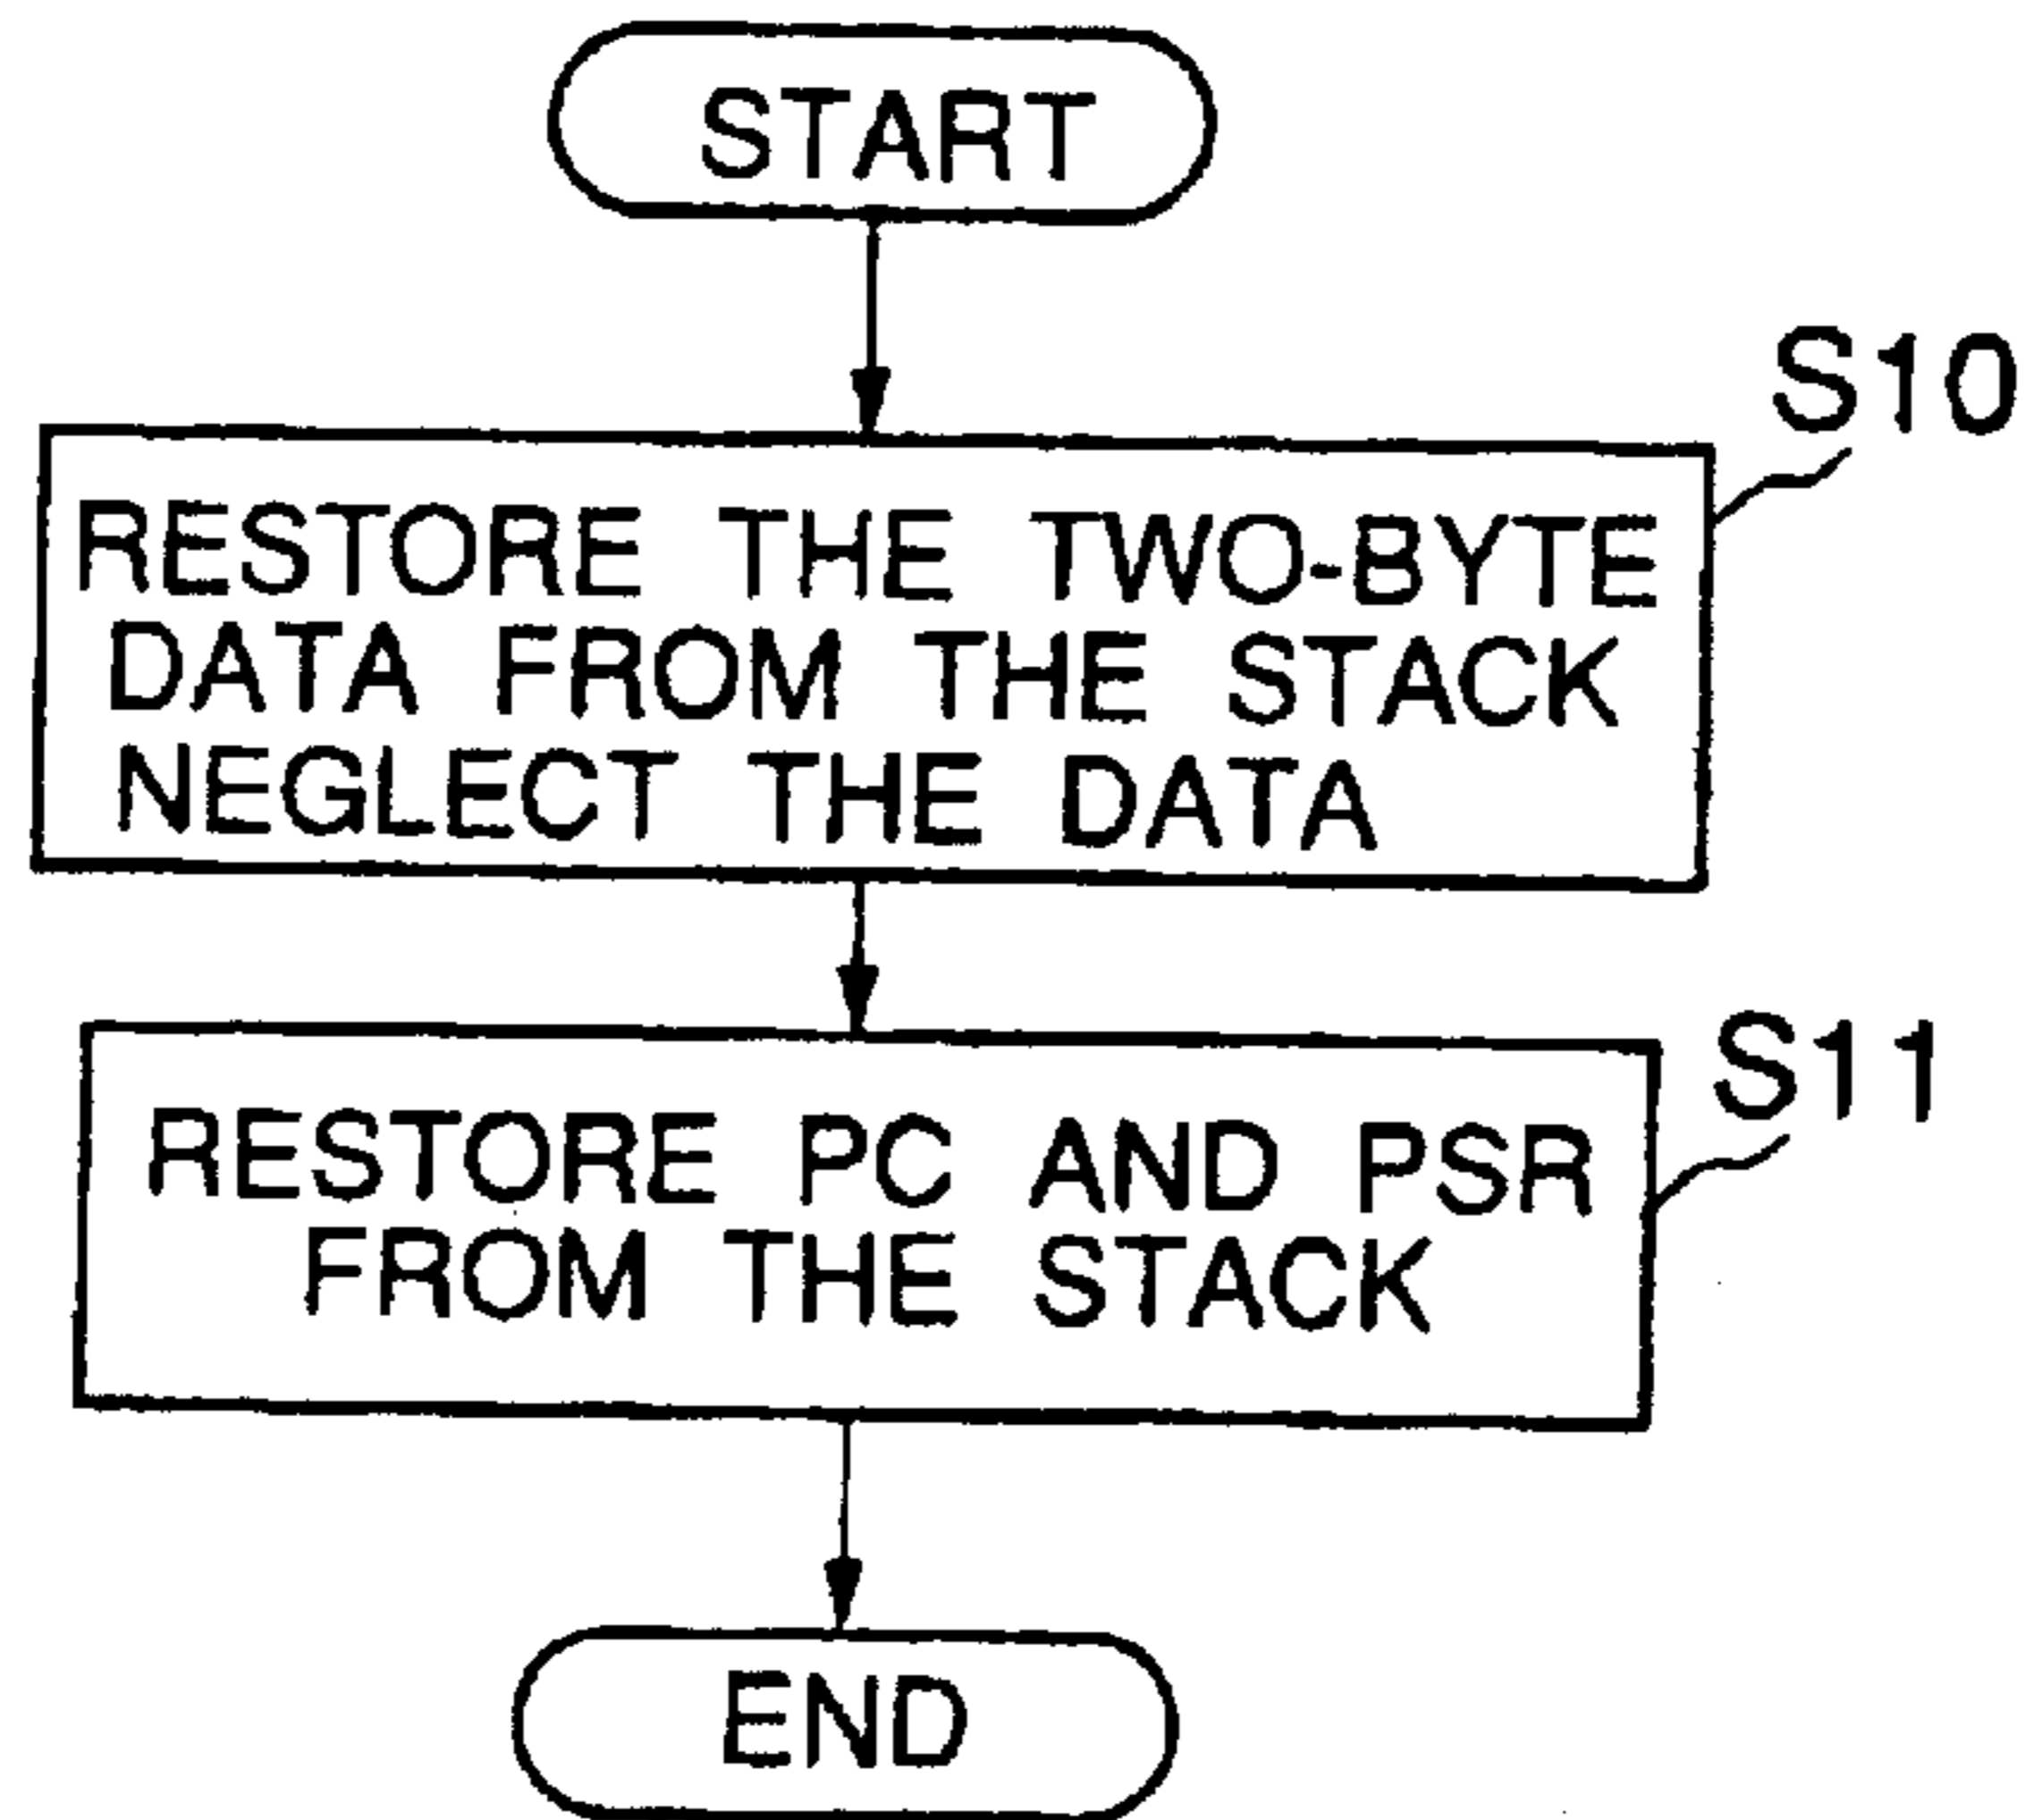 START
S10
RESTORE THE TWO-BYTE
DATA FROM THE STACK
NEGLECT THE DATA
S11
RESTORE PC AND PSR
FROM THE STACK
END